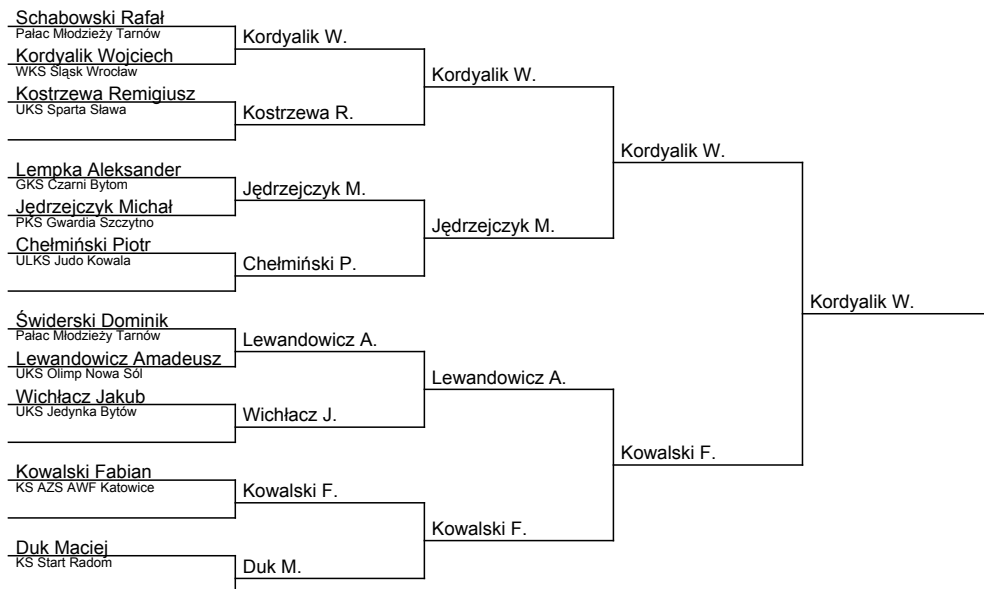 Schabowski Rafał
Pałac Młodzieży Tarnów
Kordyalik W.
Kordyalik Wojciech
WKS Śląsk Wrocław
Kordyalik W.
Kostrzewa Remigiusz
UKS Sparta Sława
Kostrzewa R.
Kordyalik W.
Lempka Aleksander
GKS Czarni Bytom
Jędrzejczyk M.
Jędrzejczyk Michał
PKS Gwardia Szczytno
Jędrzejczyk M.
Chełmiński Piotr
ULKS Judo Kowala
Chełmiński P.
Kordyalik W.
Świderski Dominik
Pałac Młodzieży Tarnów
Lewandowicz A.
Lewandowicz Amadeusz
UKS Olimp Nowa Sól
Lewandowicz A.
Wichłacz Jakub
UKS Jedynka Bytów
Wichłacz J.
Kowalski F.
Kowalski Fabian
KS AZS AWF Katowice
Kowalski F.
Kowalski F.
Duk Maciej
KS Start Radom
Duk M.